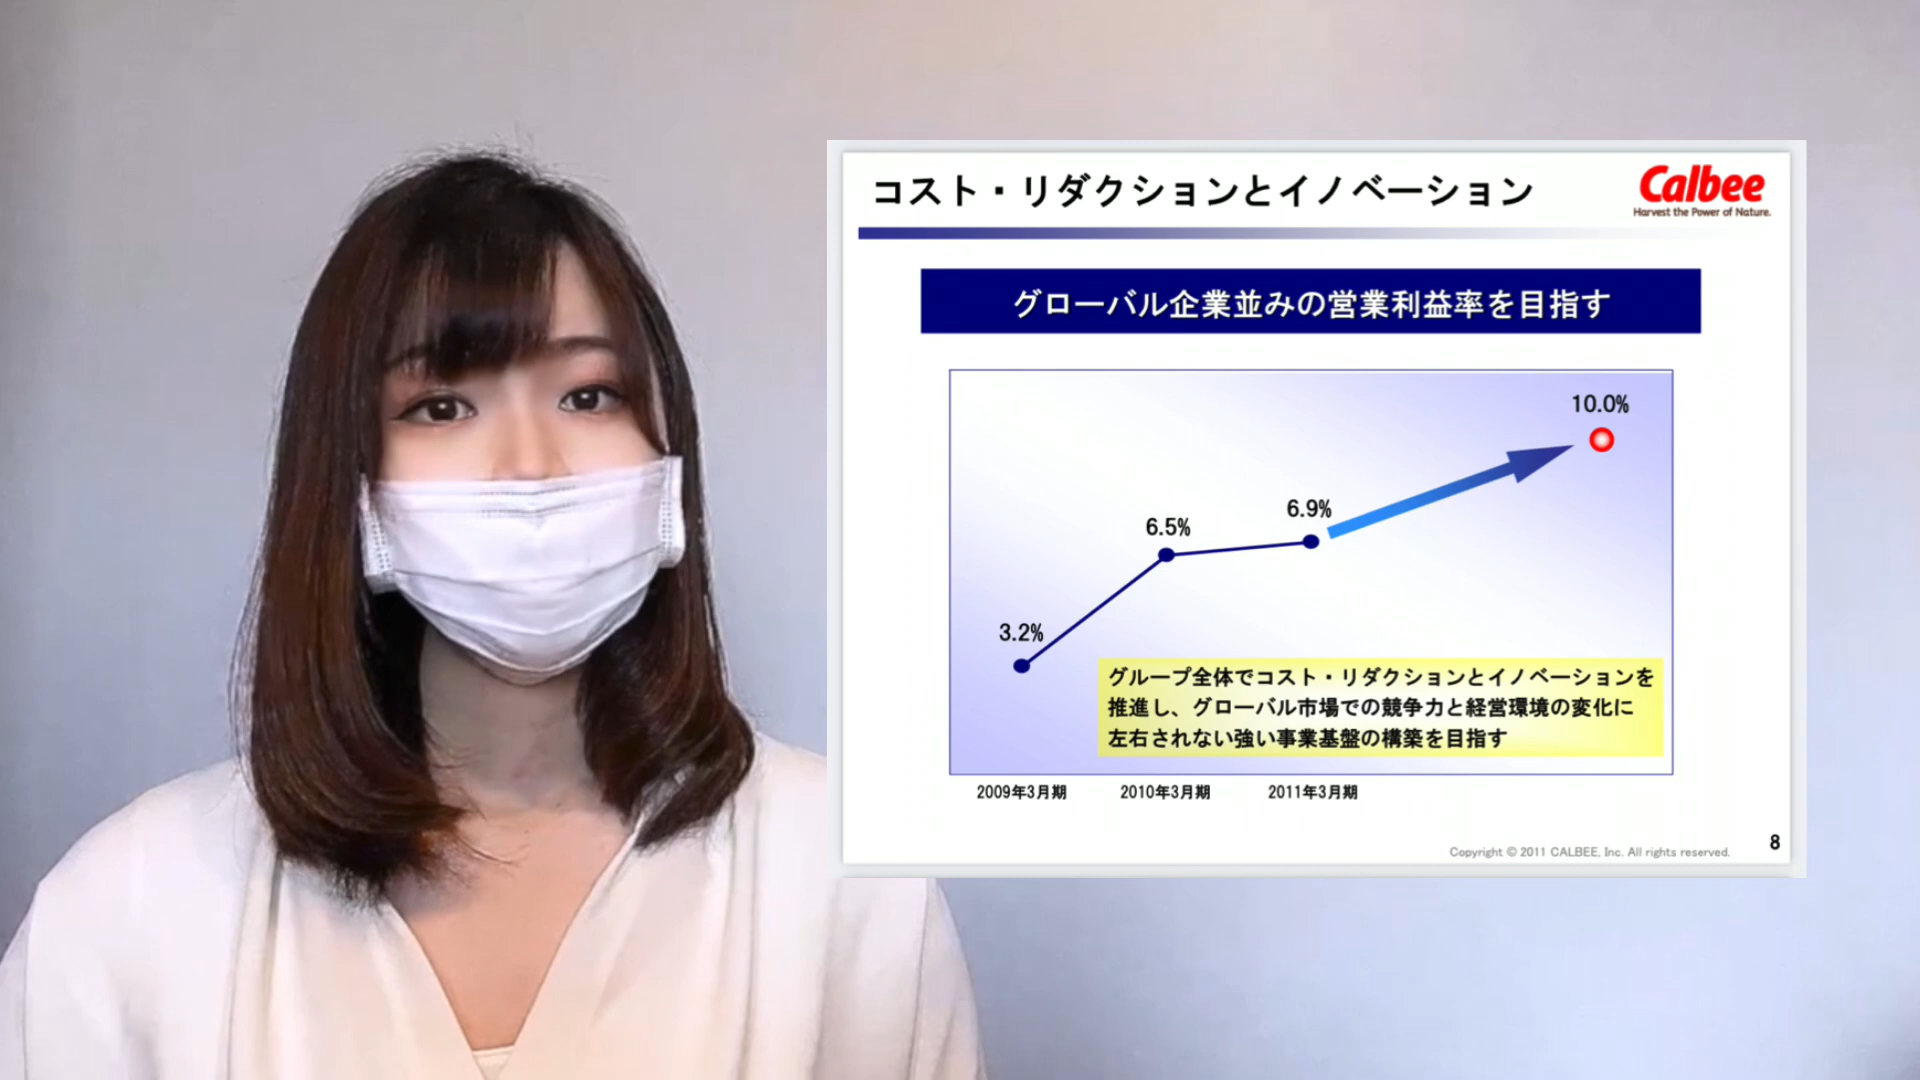 コスト・リダクションとイノベーション
Calbee
Harvest the Power of Nature.
グローバル企業並みの営業利益率を目指す
10.0%
6.9%
6.5%
3.2%
グループ全体でコスト・リダクションとイノベーションを
推進し、グローバル市場での競争力と経営環境の変化に
左右されない強い事業基盤の構築を目指す
2009年3月期 2010年3月期 2011年3月期
Copyright © 2011 CALBEE, Inc. All rights reserved.
8